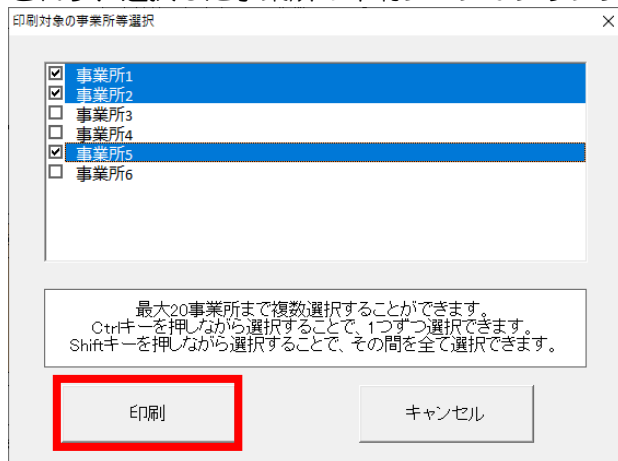 印刷対象の事業所等選択
事業所1
事業所2
事業所3
事業所4
事業所5
事業所6
最大20事業所まで複数選択することができます。
Ctrlキーを押しながら選択することで、1つずつ選択できます。
Shiftキーを押しながら選択することで、その間を全て選択できます。
印刷
キャンセル